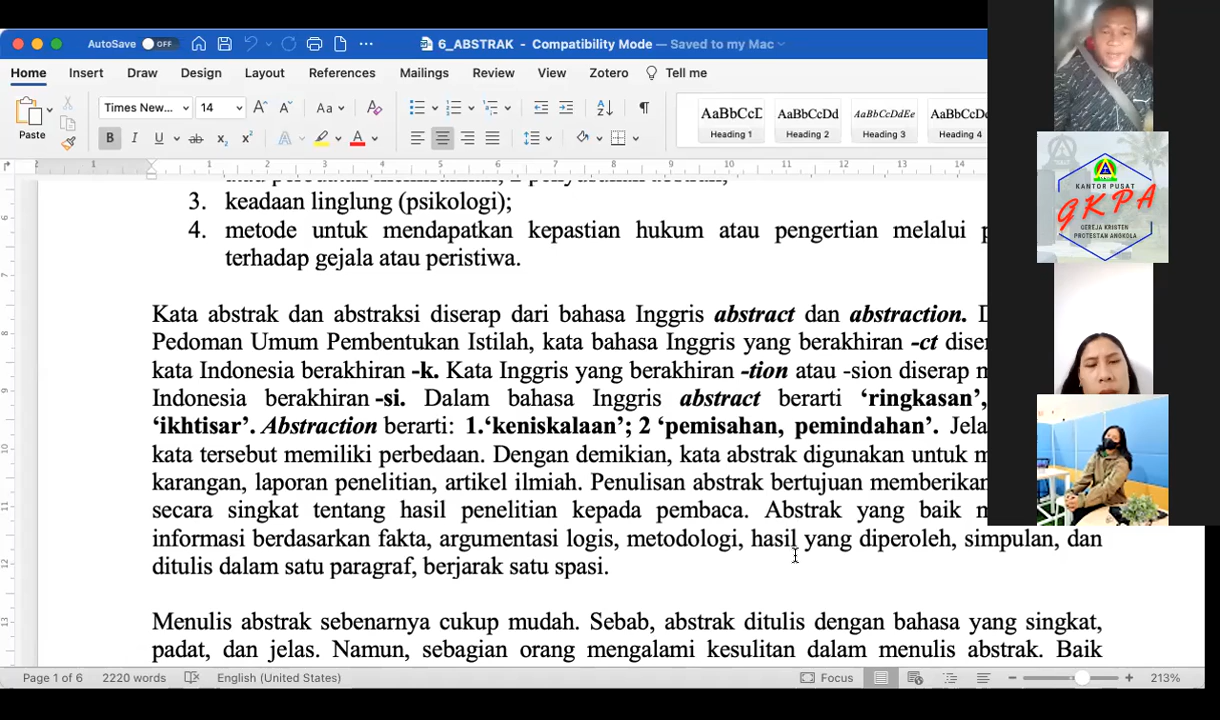 AutoSave OFF 6_ABSTRAK - Compatibility Mode — Saved to my Mac
Home Insert Draw Design Layout References Mailings Review View Zotero Tell me
Paste Times New... 14 Aa AaBbCcD Heading 1 AaBbCcDd Heading 2 AaBbCcDdEe Heading 3 AaBbCcDd Heading 4
B I U ab x2 x2 A A
3. keadaan linglung (psikologi);
4. metode untuk mendapatkan kepastian hukum atau pengertian melalui
terhadap gejala atau peristiwa.
Kata abstrak dan abstraksi diserap dari bahasa Inggris abstract dan abstraction.
Pedoman Umum Pembentukan Istilah, kata bahasa Inggris yang berakhiran -ct
kata Indonesia berakhiran -k. Kata Inggris yang berakhiran -tion atau -sion diserap
Indonesia berakhiran -si. Dalam bahasa Inggris abstract berarti ‘ringkasan’,
‘ikhtisar’. Abstraction berarti: 1.‘keniskalaan’; 2 ‘pemisahan, pemindahan’.
kata tersebut memiliki perbedaan. Dengan demikian, kata abstrak digunakan untuk
karangan, laporan penelitian, artikel ilmiah. Penulisan abstrak bertujuan
secara singkat tentang hasil penelitian kepada pembaca. Abstrak yang baik
informasi berdasarkan fakta, argumentasi logis, metodologi, hasil yang diperoleh, simpulan, dan
ditulis dalam satu paragraf, berjarak satu spasi.
Menulis abstrak sebenarnya cukup mudah. Sebab, abstrak ditulis dengan bahasa yang singkat,
padat, dan jelas. Namun, sebagian orang mengalami kesulitan dalam menulis abstrak. Baik
Page 1 of 6 2220 words English (United States) Focus 213%
KANTOR PUSAT
GKPA
GEREJA KRISTEN
PROTESTAN ANGKOLA